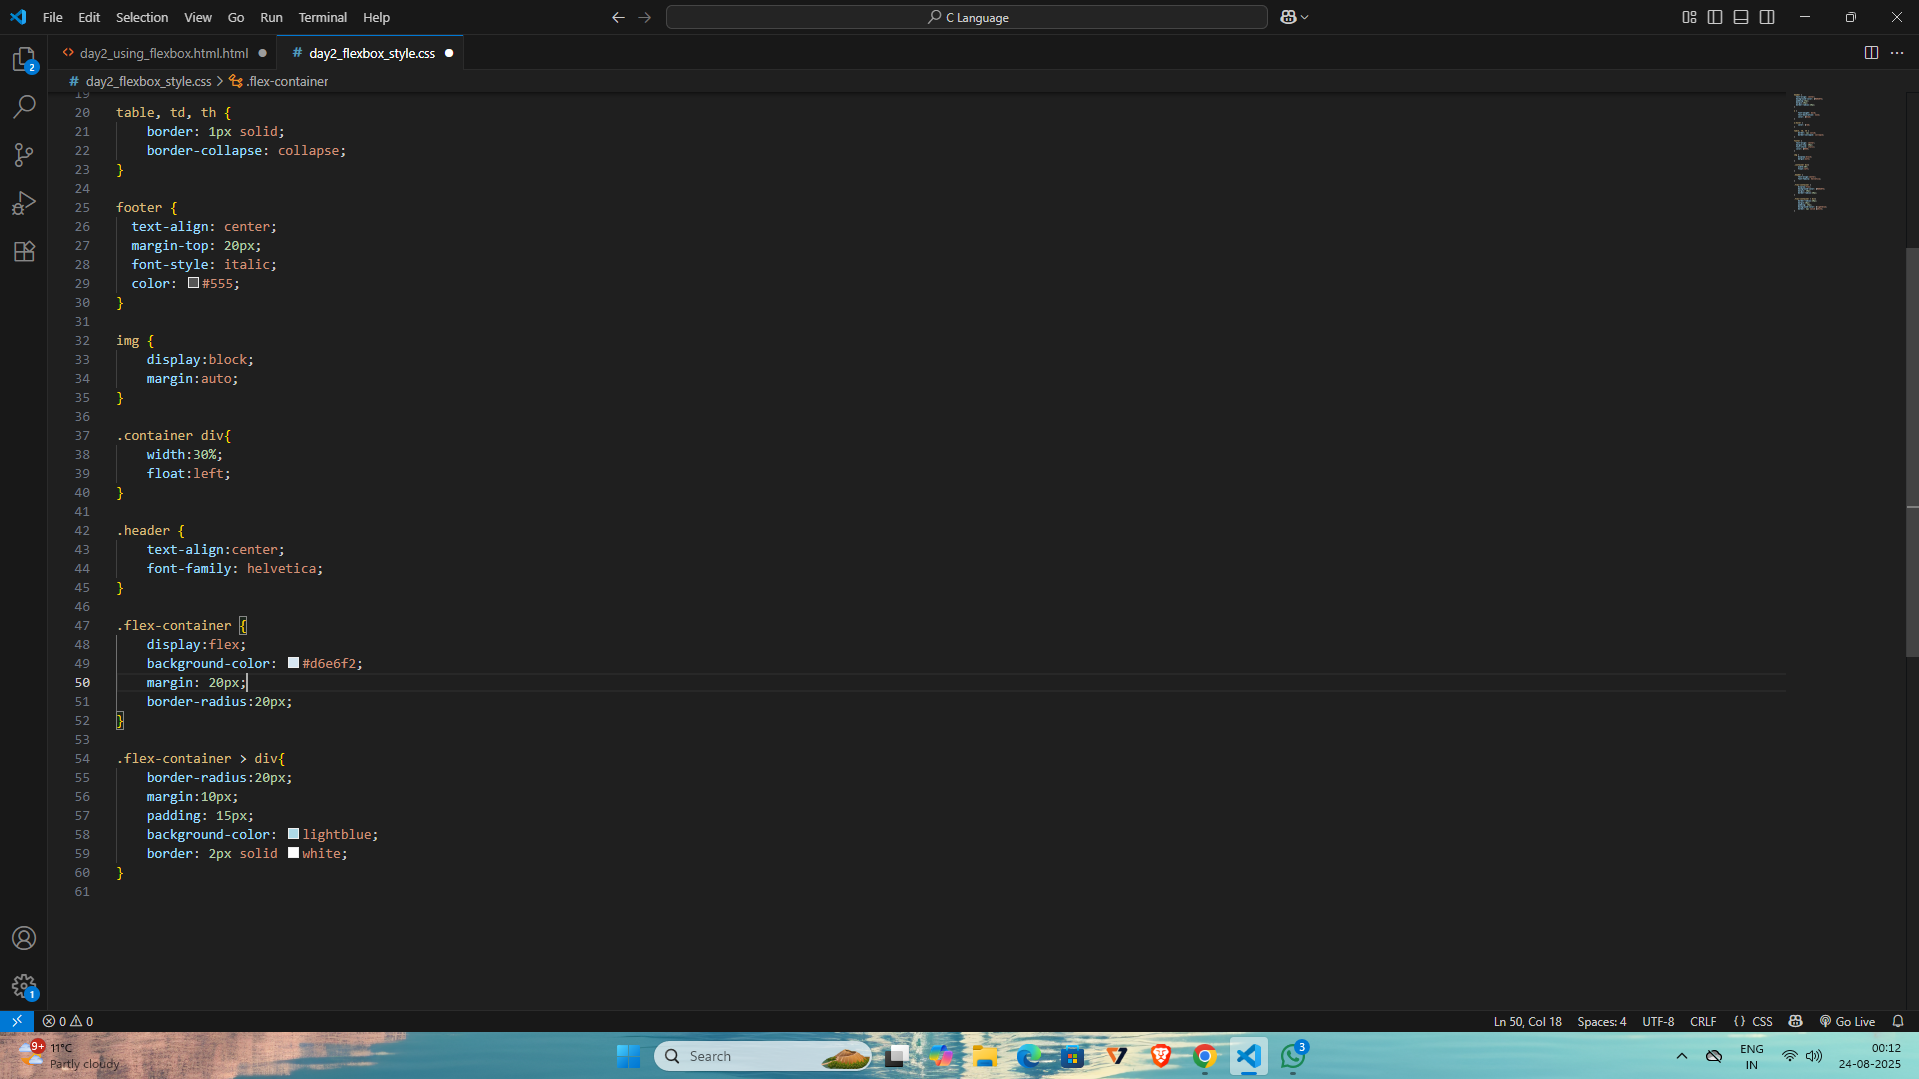 File Edit Selection View Go Run Terminal Help
C Language
day2_using_flexbox.html.html
day2_flexbox_style.css
day2_flexbox_style.css > .flex-container
2
19
20 table, td, th {
21 border: 1px solid;
22 border-collapse: collapse;
23 }
24
25 footer {
26 text-align: center;
27 margin-top: 20px;
28 font-style: italic;
29 color: #555;
30 }
31
32 img {
33 display:block;
34 margin:auto;
35 }
36
37 .container div{
38 width:30%;
39 float:left;
40 }
41
42 .header {
43 text-align:center;
44 font-family: helvetica;
45 }
46
47 .flex-container {
48 display:flex;
49 background-color: #d6e6f2;
50 margin: 20px;
51 border-radius:20px;
52 }
53
54 .flex-container > div{
55 border-radius:20px;
56 margin:10px;
57 padding: 15px;
58 background-color: lightblue;
59 border: 2px solid white;
60 }
61
1
0 0
Ln 50, Col 18 Spaces: 4 UTF-8 CRLF {} CSS Go Live
9+
11°C
Partly cloudy
Search
3
ENG
IN
00:12
24-08-2025